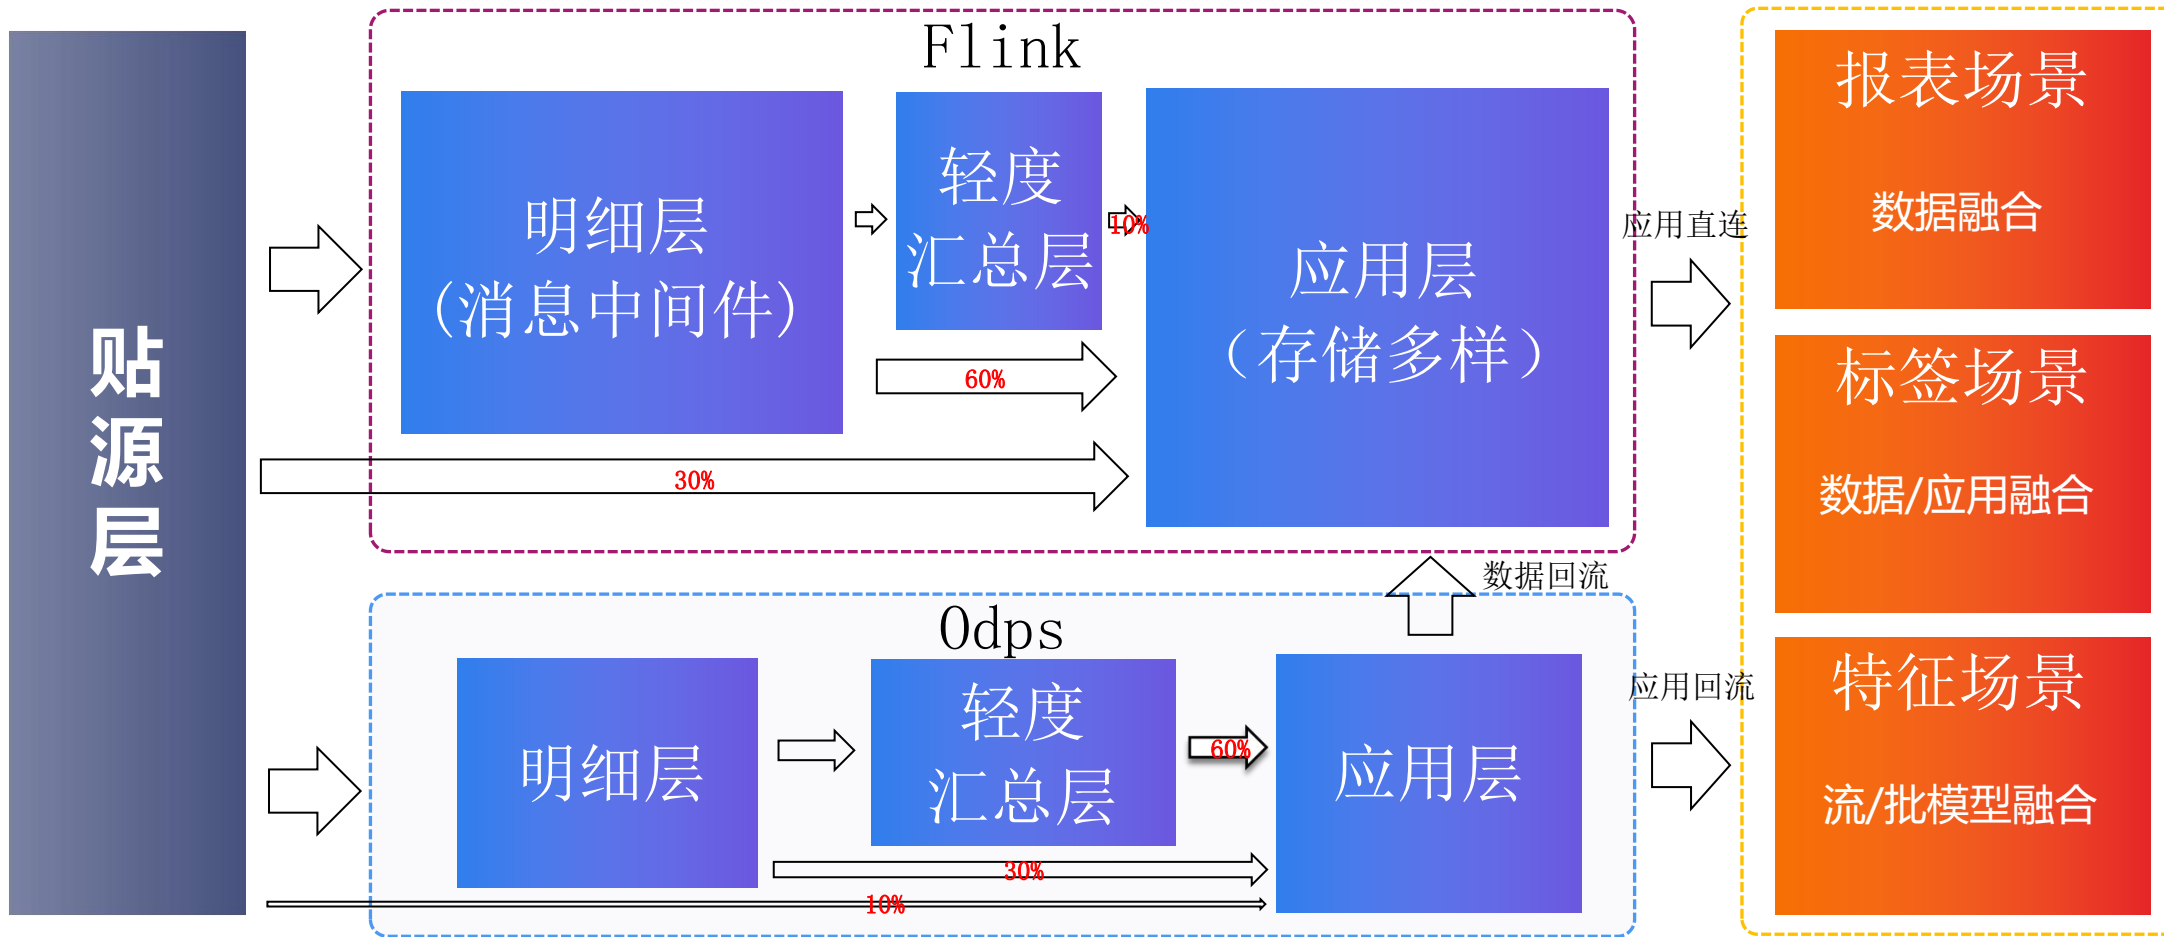 贴
源
层
Flink
明细层
(消息中间件)
轻度
汇总层
10%
60%
30%
应用层
（存储多样）
应用直连
数据回流
Odps
明细层
轻度
汇总层
60%
30%
10%
应用层
应用回流
报表场景
数据融合
标签场景
数据/应用融合
特征场景
流/批模型融合